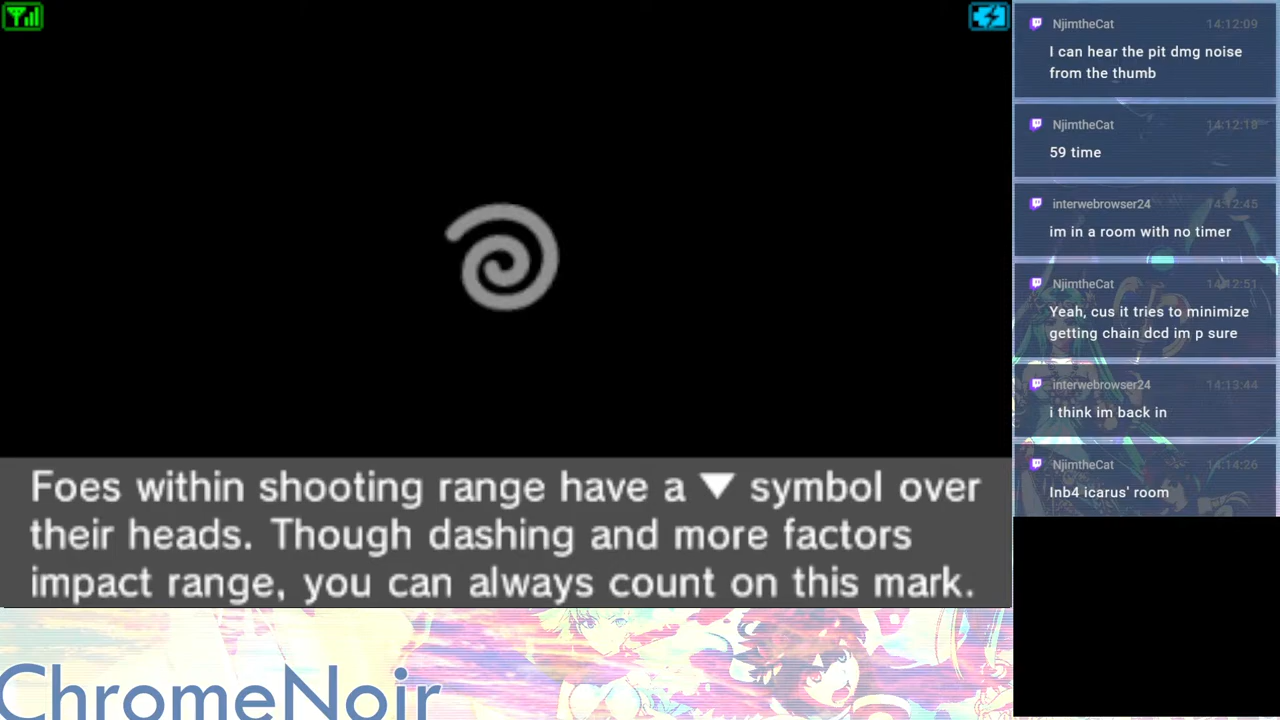 Foes within shooting range have a ▼ symbol over
their heads. Though dashing and more factors
impact range, you can always count on this mark.
ChromeNoir
NjimtheCat 14:12:09
I can hear the pit dmg noise
from the thumb
NjimtheCat 14:12:18
59 time
interwebrowser24 14:12:45
im in a room with no timer
NjimtheCat 14:12:51
Yeah, cus it tries to minimize
getting chain dcd im p sure
interwebrowser24 14:13:44
i think im back in
NjimtheCat 14:14:26
Inb4 icarus' room